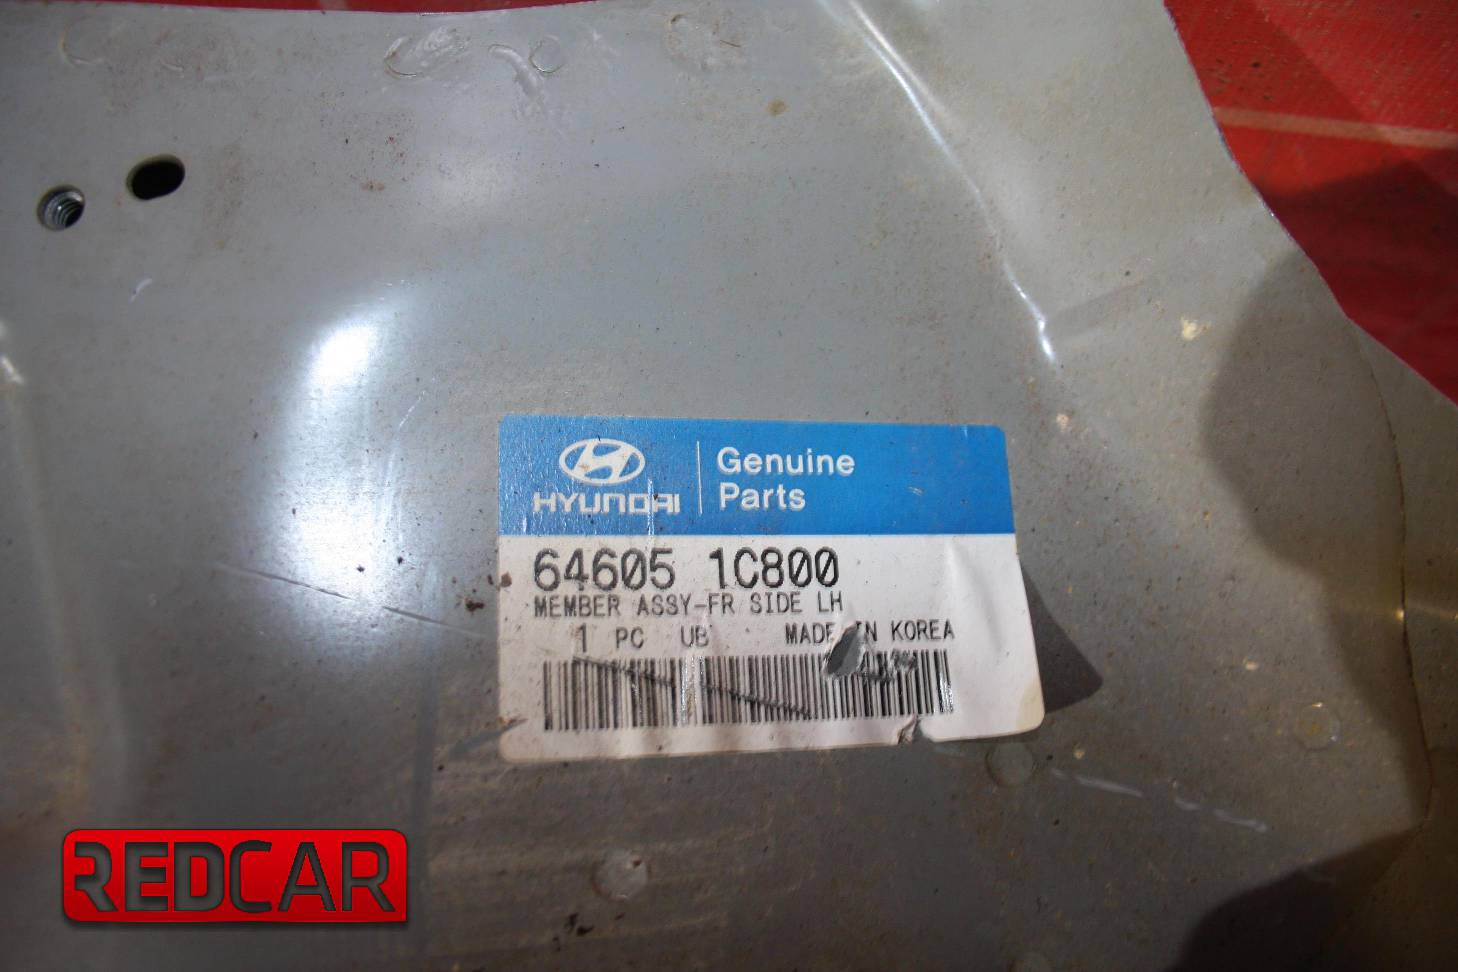 HYUNDAI
Genuine
Parts
64605 1C800
MEMBER ASSY-FR SIDE LH
1 PC UB MADE IN KOREA
REDCAR